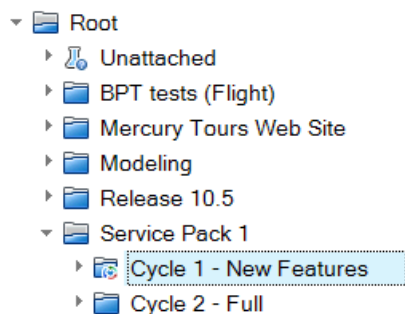 Root
Unattached
BPT tests (Flight)
Mercury Tours Web Site
Modeling
Release 10.5
Service Pack 1
Cycle 1 - New Features
Cycle 2 - Full